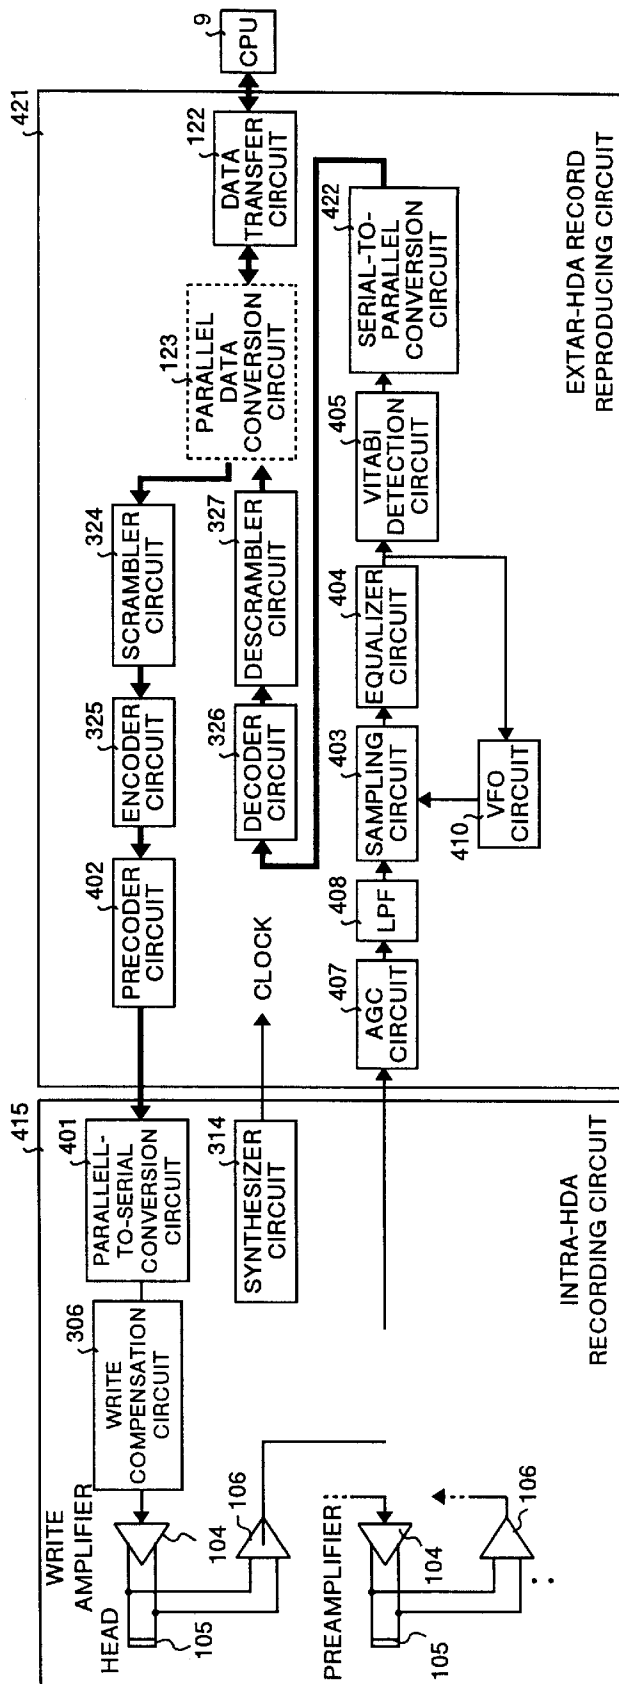 421
9
CPU
122
DATA
TRANSFER
CIRCUIT
123
PARALLEL
DATA
CONVERSION
CIRCUIT
324
SCRAMBLER
CIRCUIT
325
ENCODER
CIRCUIT
402
PRECODER
CIRCUIT
327
DESCRAMBLER
CIRCUIT
326
DECODER
CIRCUIT
CLOCK
422
SERIAL-TO-
PARALLEL
CONVERSION
CIRCUIT
405
VITABI
DETECTION
CIRCUIT
404
EQUALIZER
CIRCUIT
403
SAMPLING
CIRCUIT
408
LPF
407
AGC
CIRCUIT
410
VFO
CIRCUIT
EXTAR-HDA RECORD
REPRODUCING CIRCUIT
415
401
PARALLELL-
TO-SERIAL
CONVERSION
CIRCUIT
314
SYNTHESIZER
CIRCUIT
306
WRITE
COMPENSATION
CIRCUIT
WRITE
AMPLIFIER
HEAD
104
105
106
PREAMPLIFIER
104
105
106
INTRA-HDA
RECORDING CIRCUIT